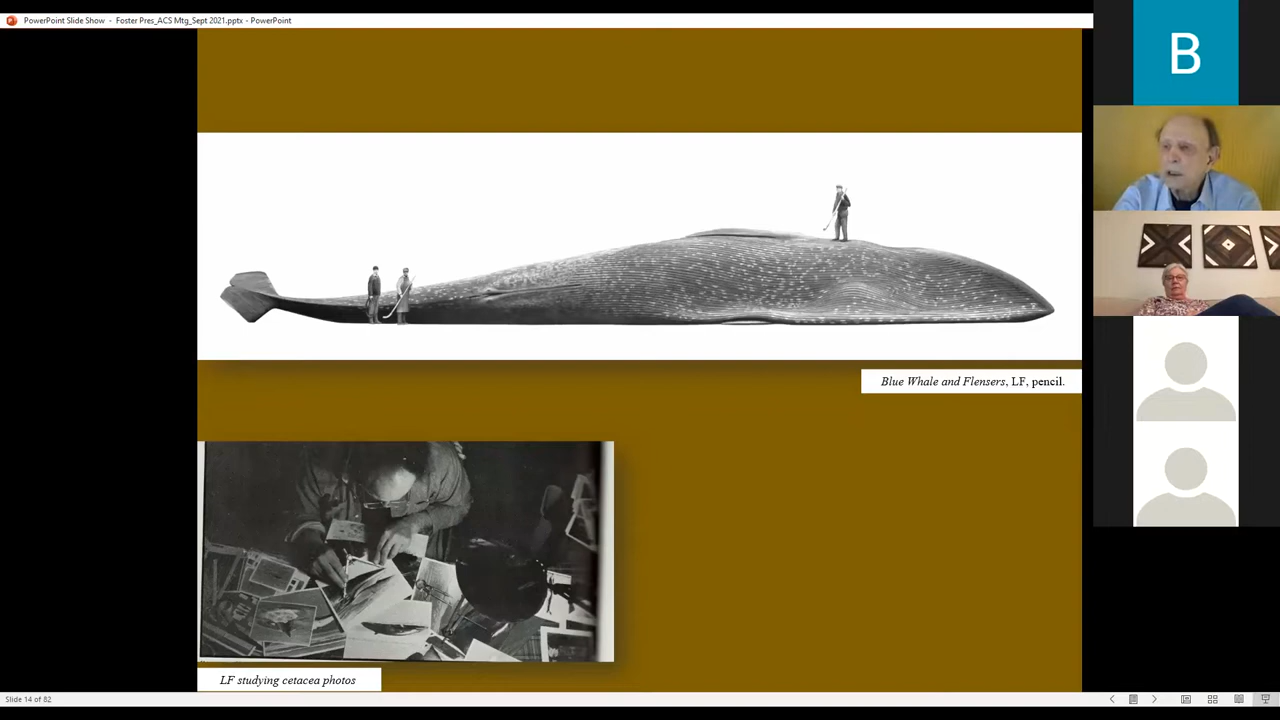 PowerPoint Slide Show - Foster Pres_ACS Mtg_Sept 2021.pptx - PowerPoint
B
Blue Whale and Flensers, LF, pencil.
LF studying cetacea photos
Slide 14 of 82